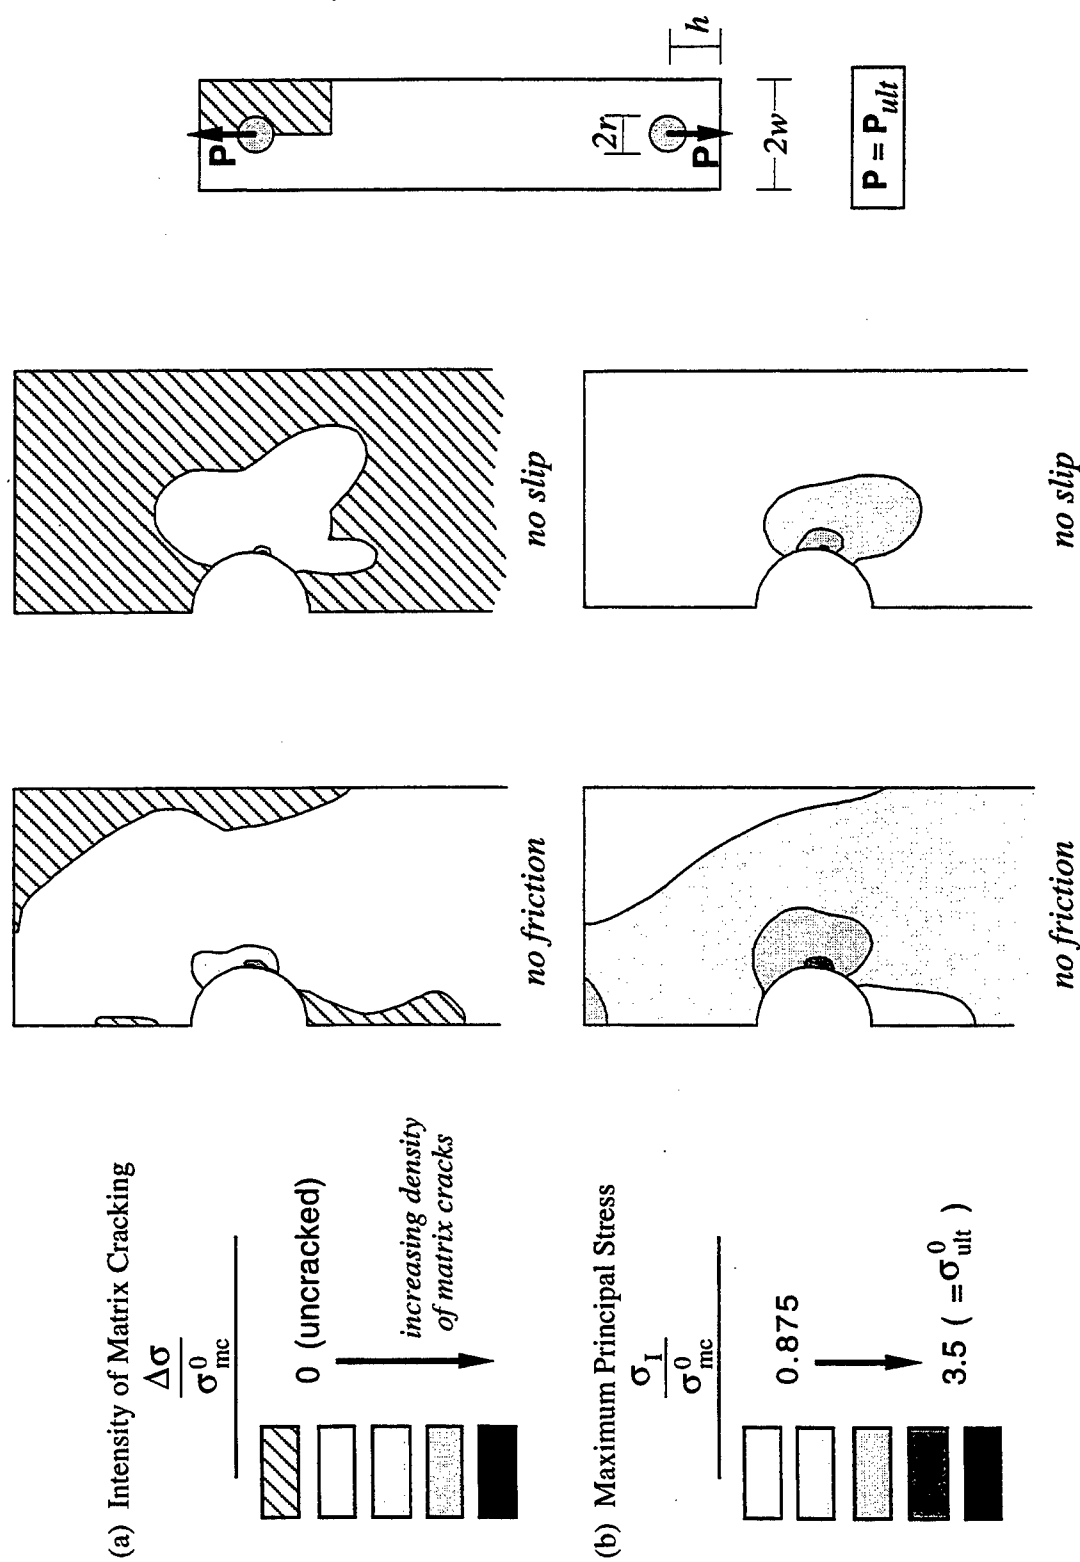 (a) Intensity of Matrix Cracking
Δσ
σ⁰mc
0 (uncracked)
increasing density
of matrix cracks
no friction
no slip
(b) Maximum Principal Stress
σI
σ⁰mc
0.875
3.5 ( =σ⁰ult )
no friction
no slip
P
P
2r
2w
h
P = Pult